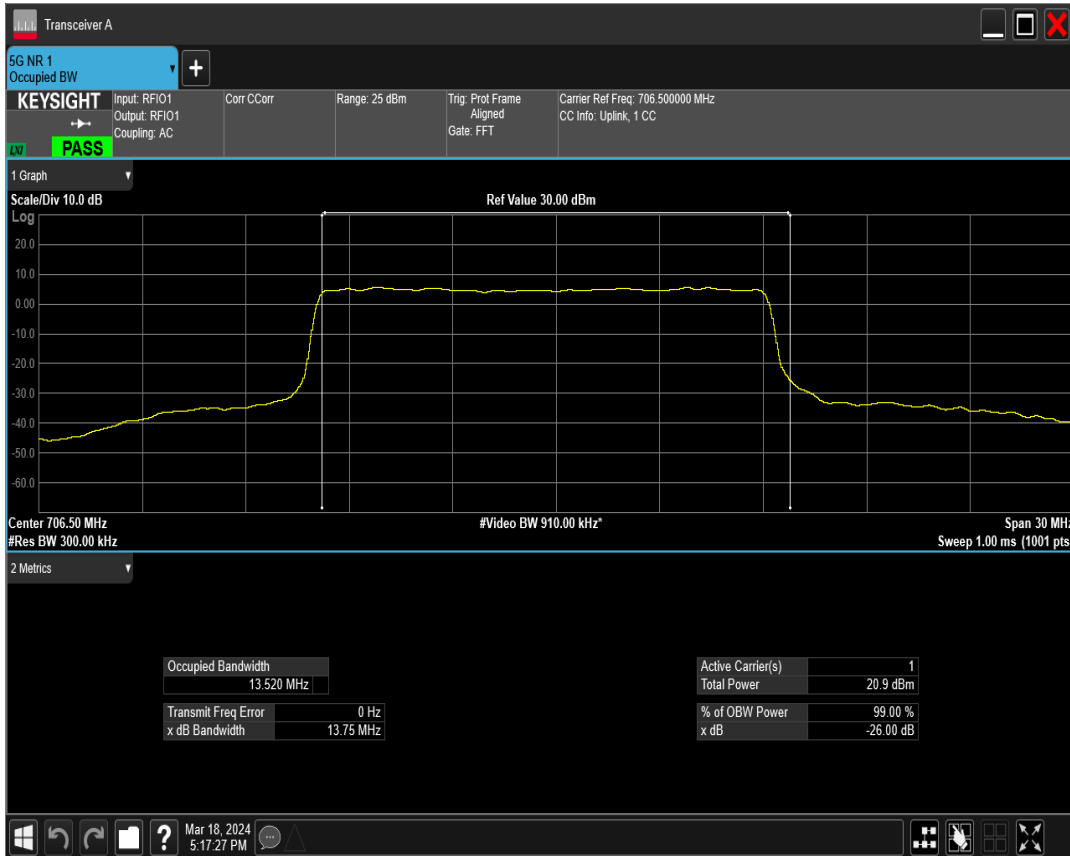 Transceiver A
5G NR 1
Occupied BW
+
KEYSIGHT
Input: RFIO1
Output: RFIO1
Coupling: AC
Corr CCorr
Range: 25 dBm
Trig: Prot Frame
Aligned
Gate: FFT
Carrier Ref Freq: 706.500000 MHz
CC Info: Uplink, 1 CC
LXI
PASS
1 Graph
Scale/Div 10.0 dB
Ref Value 30.00 dBm
Log
20.0
10.0
0.00
-10.0
-20.0
-30.0
-40.0
-50.0
-60.0
Center 706.50 MHz
#Video BW 910.00 kHz*
Span 30 MHz
#Res BW 300.00 kHz
Sweep 1.00 ms (1001 pts
2 Metrics
Occupied Bandwidth
13.520 MHz
Transmit Freq Error 0 Hz
x dB Bandwidth 13.75 MHz
Active Carrier(s) 1
Total Power 20.9 dBm
% of OBW Power 99.00 %
x dB -26.00 dB
?
Mar 18, 2024
5:17:27 PM